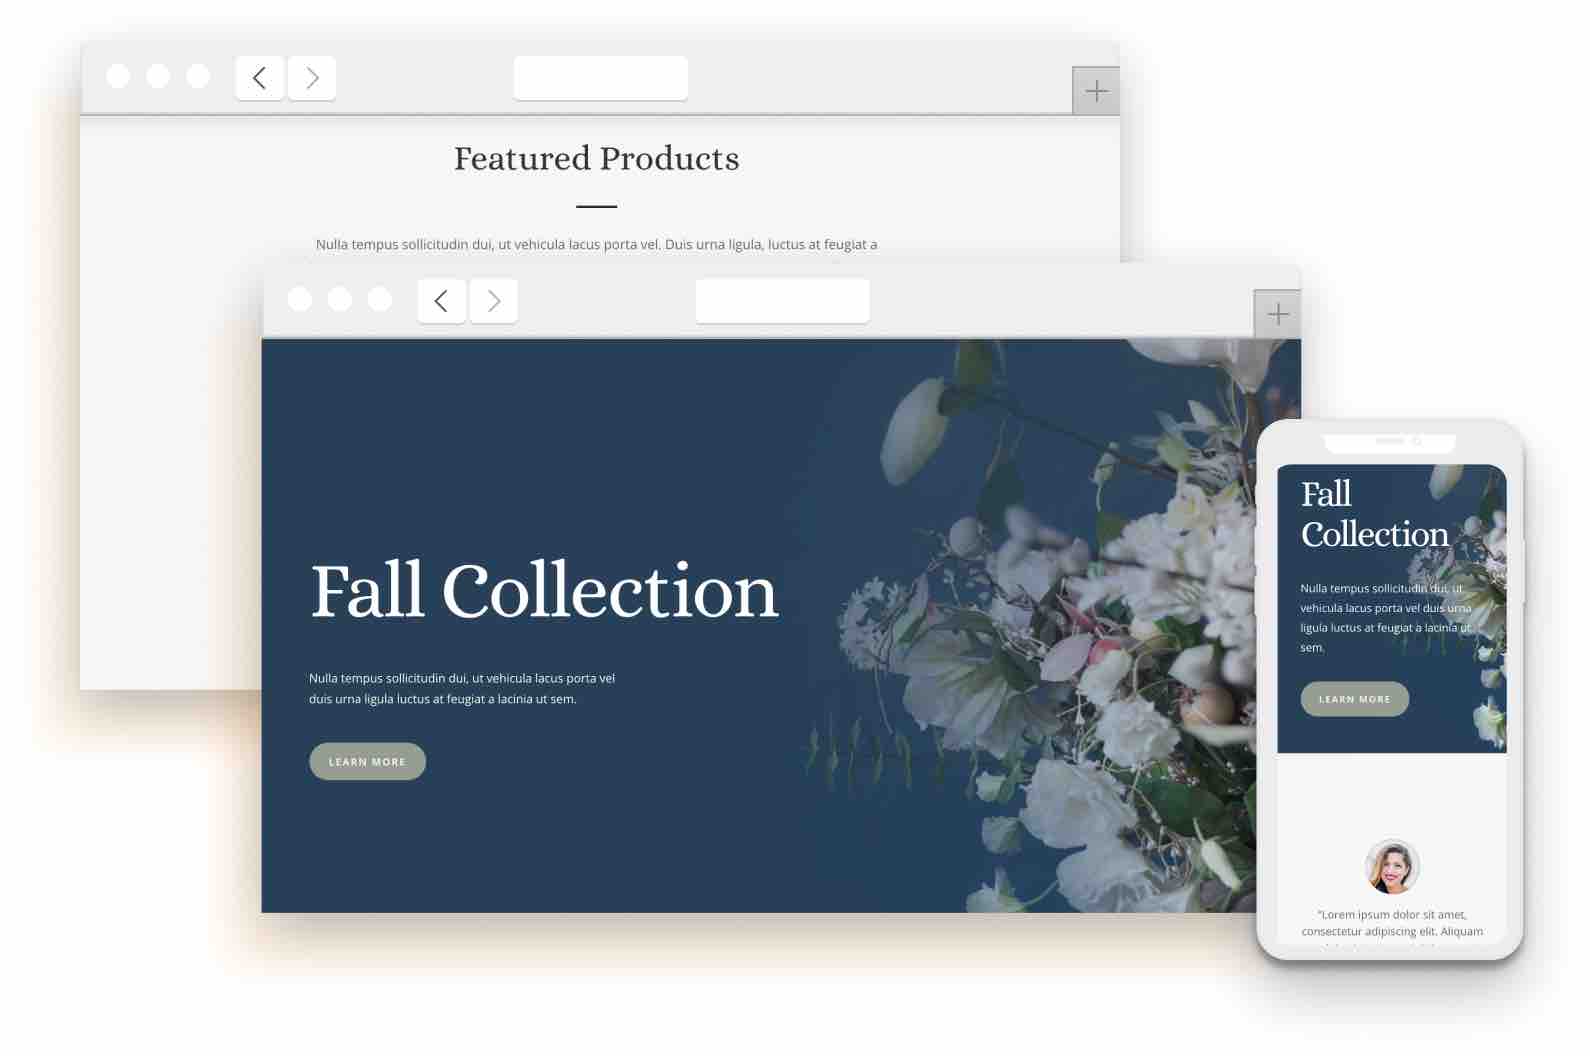 Featured Products
Nulla tempus sollicitudin dui, ut vehicula lacus porta vel. Duis urna ligula, luctus at feugiat a
Fall Collection
Nulla tempus sollicitudin dui, ut vehicula lacus porta vel
duis urna ligula luctus at feugiat a lacinia ut sem.
LEARN MORE
Fall
Collection
Nulla tempus sollicitudin dui, ut
vehicula lacus porta vel duis urna
ligula luctus at feugiat a lacinia ut
sem.
LEARN MORE
"Lorem ipsum dolor sit amet,
consectetur adipiscing elit. Aliquam